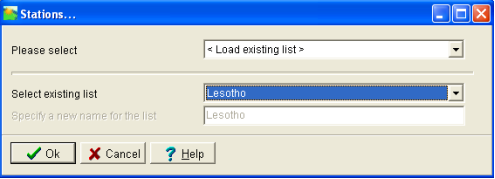 Stations...
Please select < Load existing list >
Select existing list Lesotho
Specify a new name for the list Lesotho
Ok Cancel ? Help